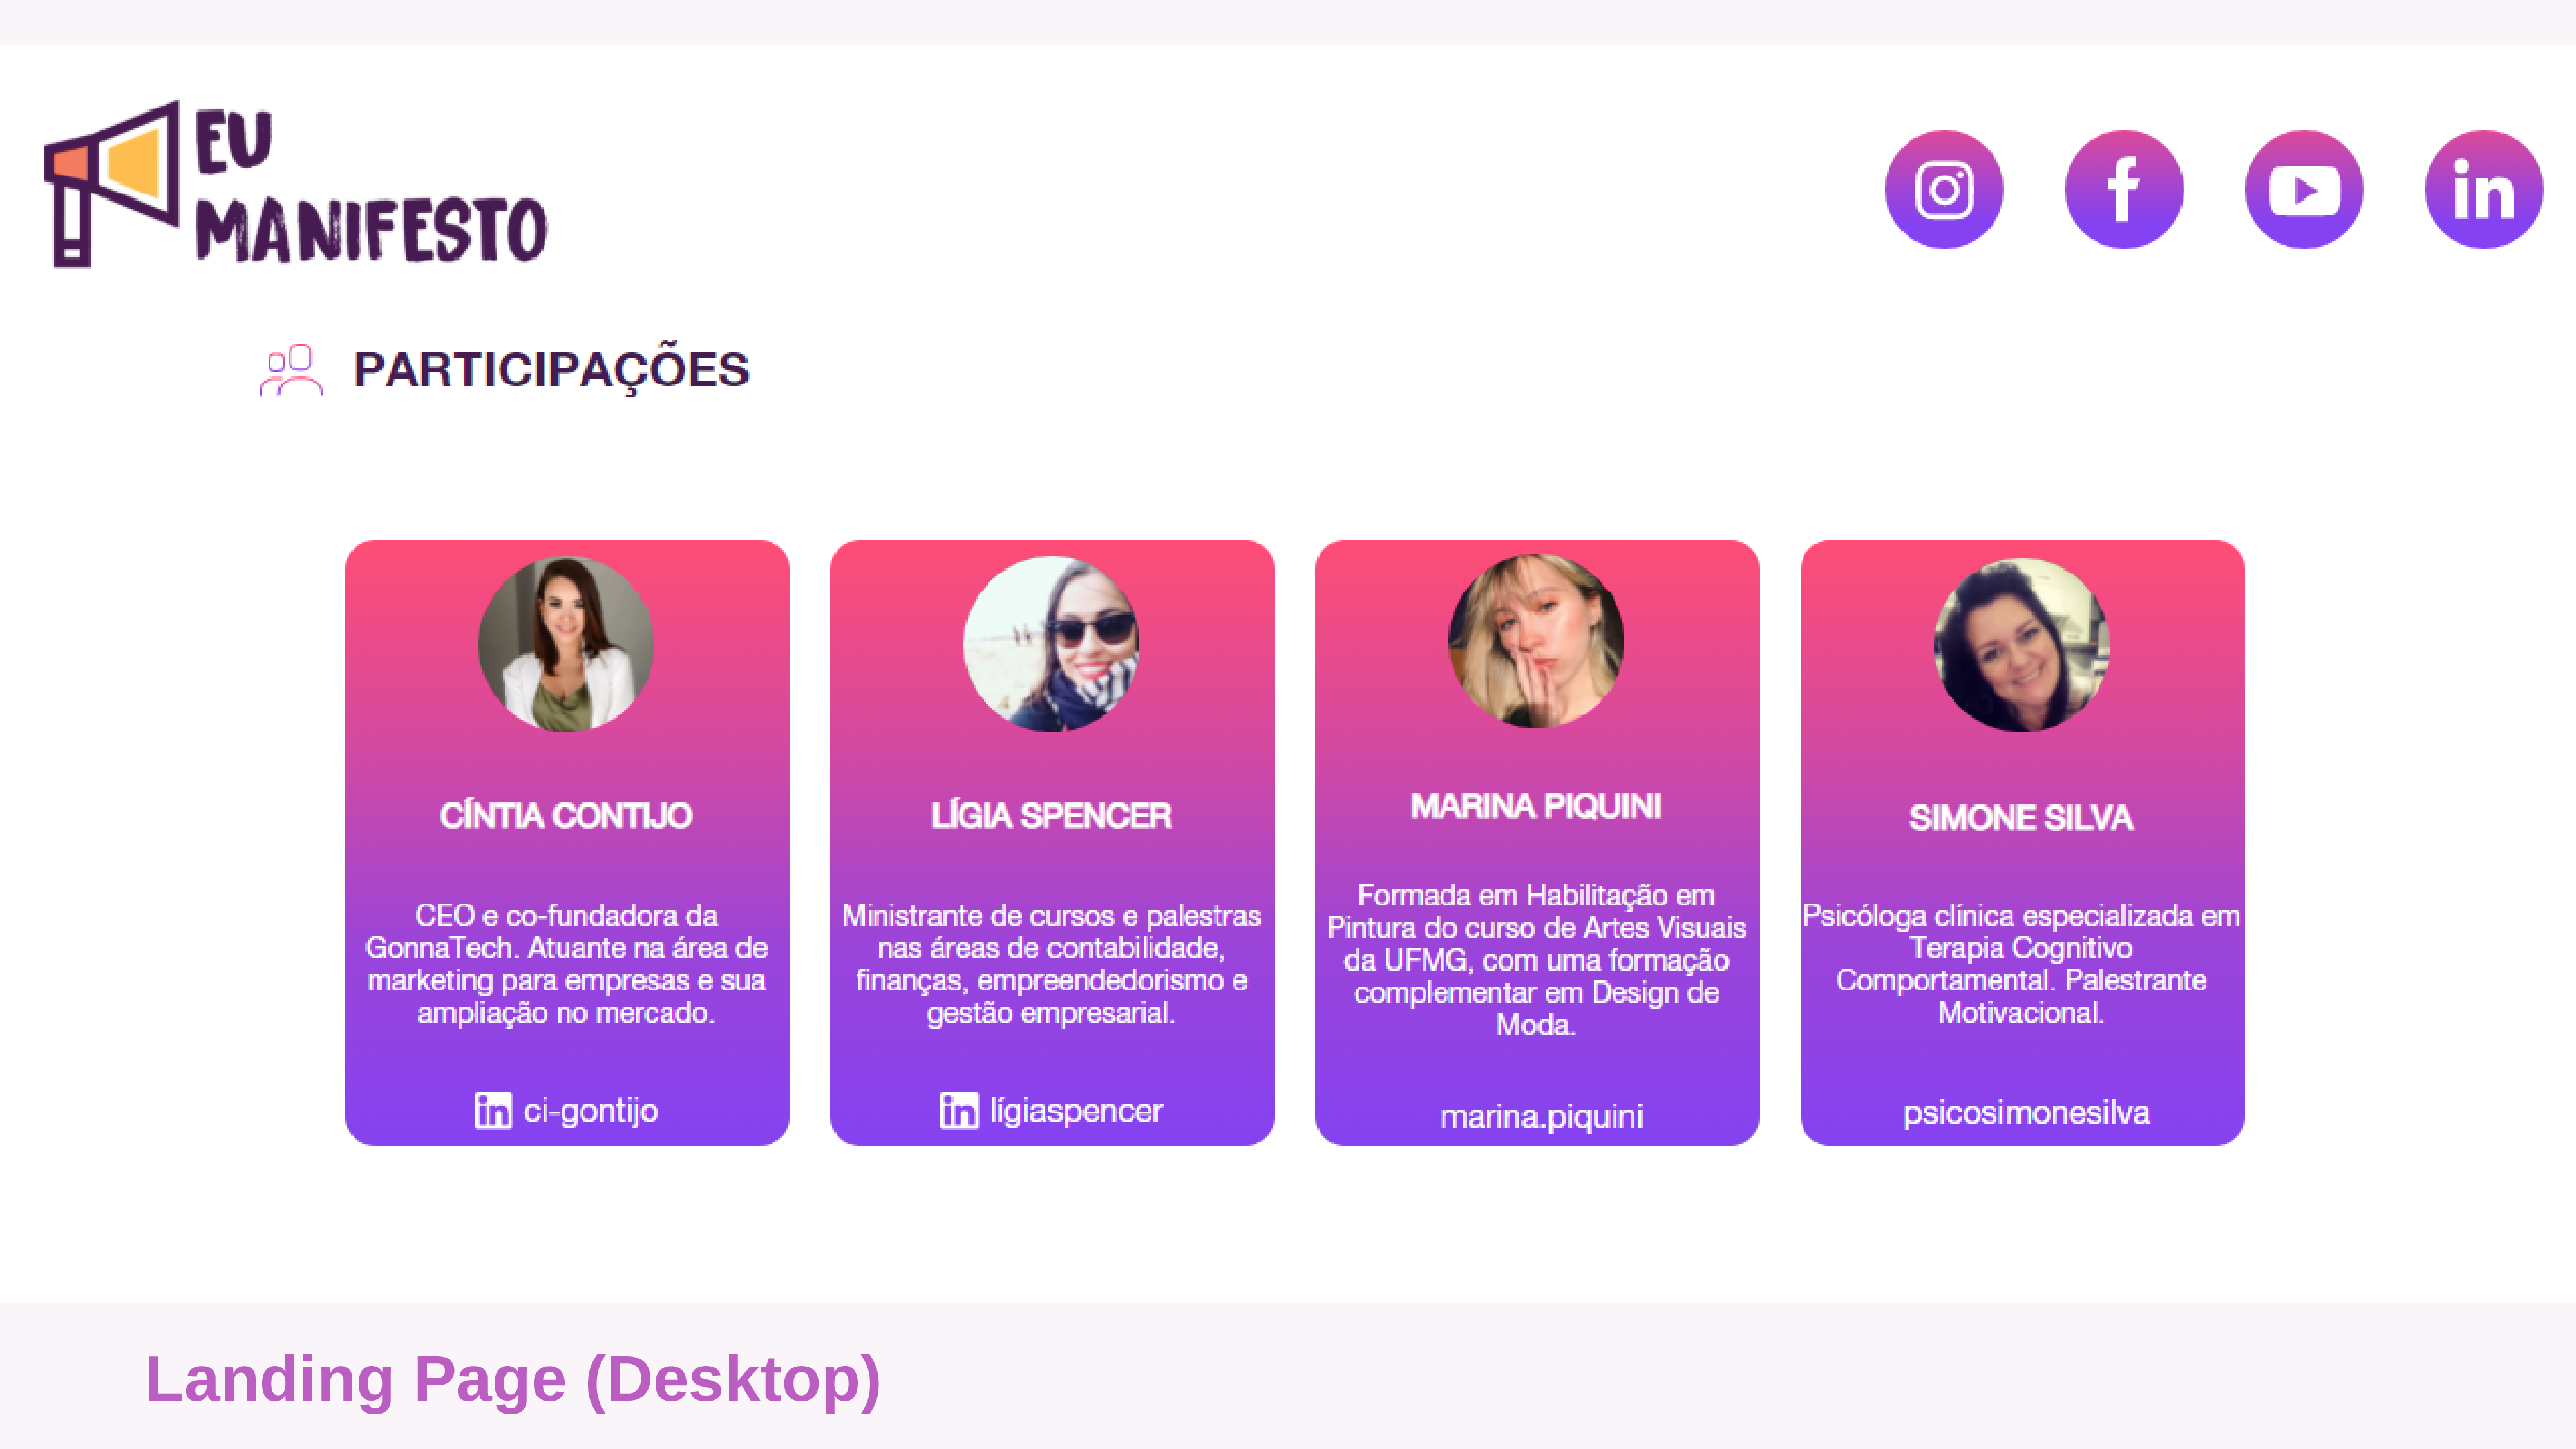 EU
MANIFESTO
PARTICIPAÇÕES
CÍNTIA CONTIJO
CEO e co-fundadora da
GonnaTech. Atuante na área de
marketing para empresas e sua
ampliação no mercado.
in ci-gontijo
LÍGIA SPENCER
Ministrante de cursos e palestras
nas áreas de contabilidade,
finanças, empreendedorismo e
gestão empresarial.
in lígiaspencer
MARINA PIQUINI
Formada em Habilitação em
Pintura do curso de Artes Visuais
da UFMG, com uma formação
complementar em Design de
Moda.
marina.piquini
SIMONE SILVA
Psicóloga clínica especializada em
Terapia Cognitivo
Comportamental. Palestrante
Motivacional.
psicosimonesilva
Landing Page (Desktop)